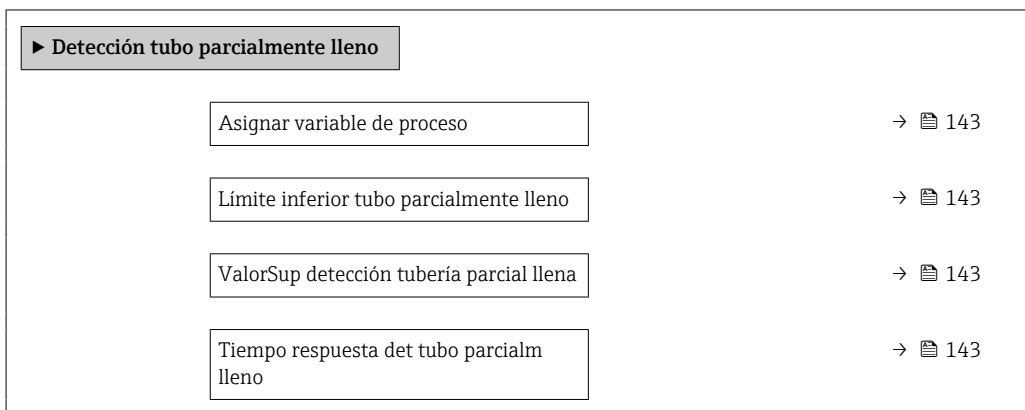 ▶ Detección tubo parcialmente lleno
Asignar variable de proceso → 143
Límite inferior tubo parcialmente lleno → 143
ValorSup detección tubería parcial llena → 143
Tiempo respuesta det tubo parcialm → 143
lleno